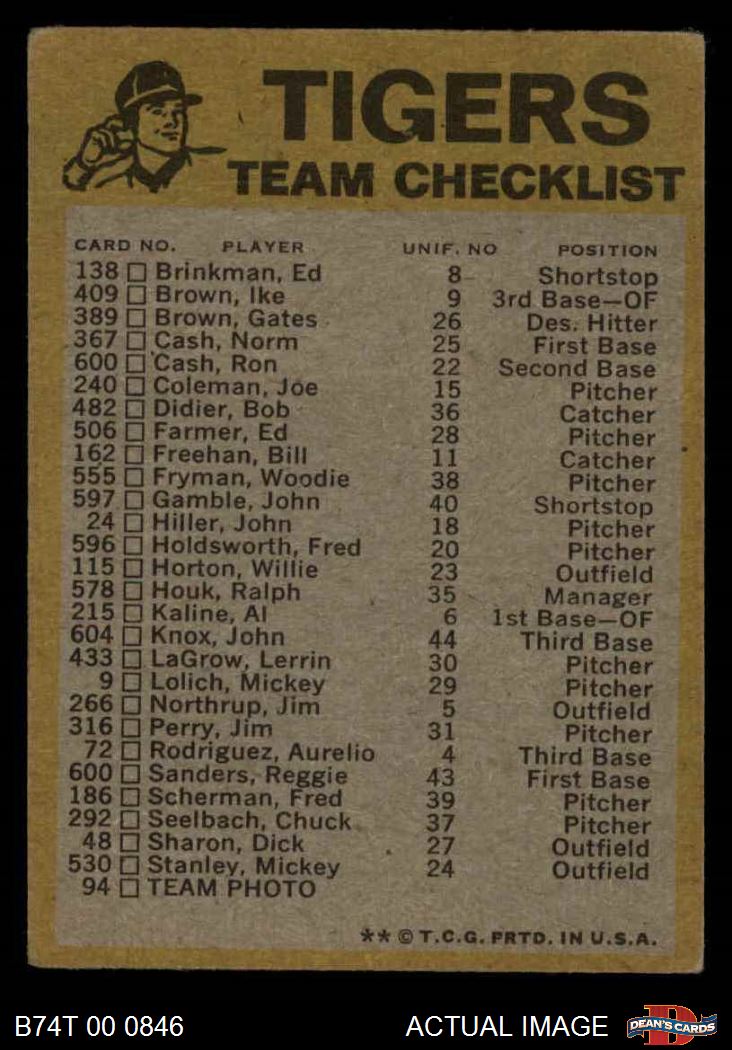 TIGERS
TEAM CHECKLIST
CARD NO. PLAYER UNIF. NO POSITION
138 □ Brinkman, Ed 8 Shortstop
409 □ Brown, Ike 9 3rd Base—OF
389 □ Brown, Gates 26 Des. Hitter
367 □ Cash, Norm 25 First Base
600 □ Cash, Ron 22 Second Base
240 □ Coleman, Joe 15 Pitcher
482 □ Didier, Bob 36 Catcher
506 □ Farmer, Ed 28 Pitcher
162 □ Freehan, Bill 11 Catcher
555 □ Fryman, Woodie 38 Pitcher
597 □ Gamble, John 40 Shortstop
24 □ Hiller, John 18 Pitcher
596 □ Holdsworth, Fred 20 Pitcher
115 □ Horton, Willie 23 Outfield
578 □ Houk, Ralph 35 Manager
215 □ Kaline, Al 6 1st Base—OF
604 □ Knox, John 44 Third Base
433 □ LaGrow, Lerrin 30 Pitcher
9 □ Lolich, Mickey 29 Pitcher
266 □ Northrup, Jim 5 Outfield
316 □ Perry, Jim 31 Pitcher
72 □ Rodriguez, Aurelio 4 Third Base
600 □ Sanders, Reggie 43 First Base
186 □ Scherman, Fred 39 Pitcher
292 □ Seelbach, Chuck 37 Pitcher
48 □ Sharon, Dick 27 Outfield
530 □ Stanley, Mickey 24 Outfield
94 □ TEAM PHOTO
** © T.C.G. PRTD. IN U.S.A.
B74T 00 0846 ACTUAL IMAGE DEAN'S CARDS